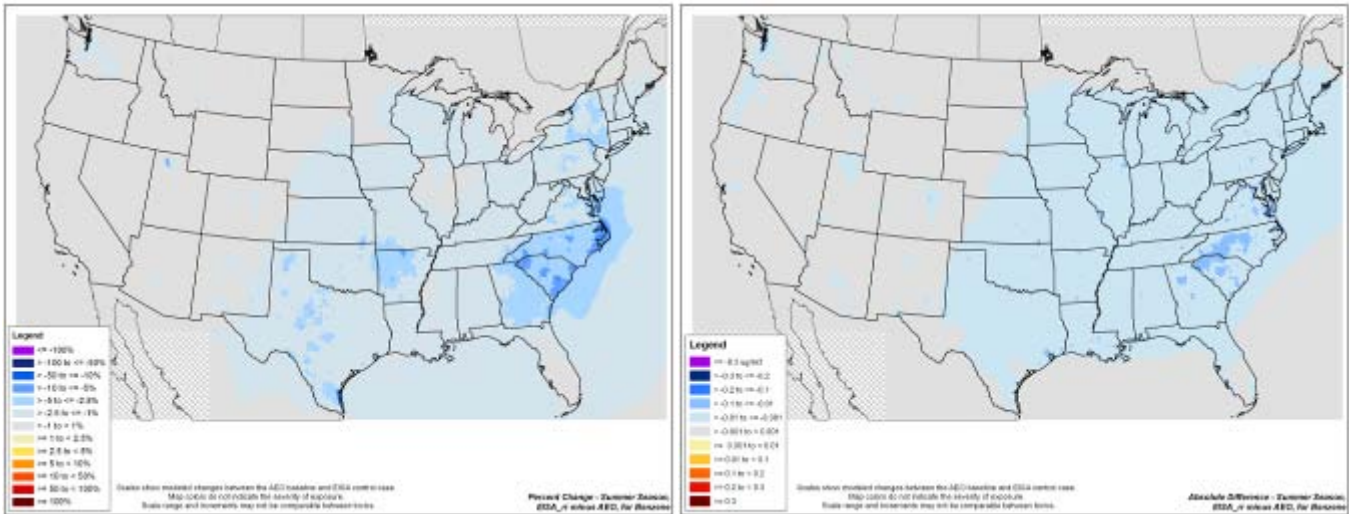 Legend
<= -100%
> -100 to <= -50%
> -50 to <= -10%
> -10 to <= -5%
> -5 to <= -2.5%
> -2.5 to <= -1%
> -1 to < 1%
>= 1 to < 2.5%
>= 2.5 to < 5%
>= 5 to < 10%
>= 10 to < 50%
>= 50 to < 100%
>= 100%
Scales show modeled changes between the AEO baseline and EISA control case.
Map colors do not indicate the severity of exposure.
Scale range and increments may not be comparable between toxics.
Percent Change - Summer Season,
EISA_rr minus AEO, for Benzene
Legend
<= -0.3 ug/m3
> -0.3 to <= -0.2
> -0.2 to <= -0.1
> -0.1 to <= -0.01
> -0.01 to <= -0.001
> -0.001 to < 0.001
>= 0.001 to < 0.01
>= 0.01 to < 0.1
>= 0.1 to < 0.2
>= 0.2 to < 0.3
>= 0.3
Scales show modeled changes between the AEO baseline and EISA control case.
Map colors do not indicate the severity of exposure.
Scale range and increments may not be comparable between toxics.
Absolute Difference - Summer Season,
EISA_rr minus AEO, for Benzene